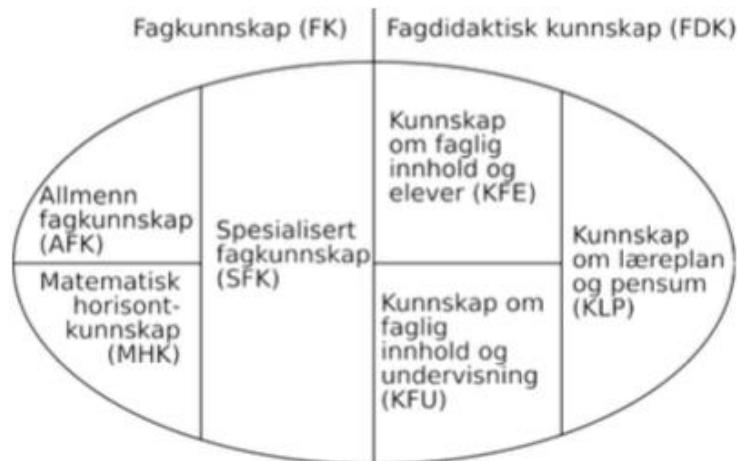 Fagkunnskap (FK)
Fagdidaktisk kunnskap (FDK)
Allmenn
fagkunnskap
(AFK)
Matematisk
horisont-
kunnskap
(MHK)
Spesialisert
fagkunnskap
(SFK)
Kunnskap
om faglig
innhold og
elever (KFE)
Kunnskap om
faglig
innhold og
undervisning
(KFU)
Kunnskap
om læreplan
og pensum
(KLP)